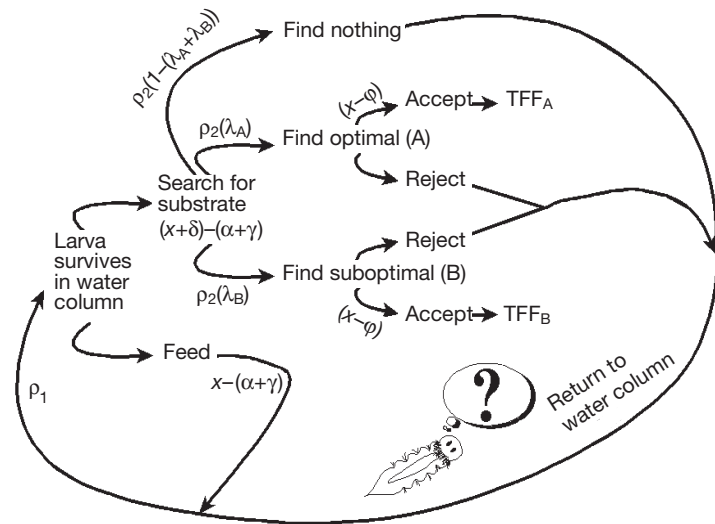 Find nothing
ρ2(1–(λA+λB))
(x–φ)
Accept
TFFA
ρ2(λA)
Find optimal (A)
Reject
Search for
substrate
(x+δ)–(α+γ)
Larva
survives
in water
column
Reject
Find suboptimal (B)
ρ2(λB)
(x–φ)
Accept
TFFB
Feed
x–(α+γ)
ρ1
?
Return to
water column